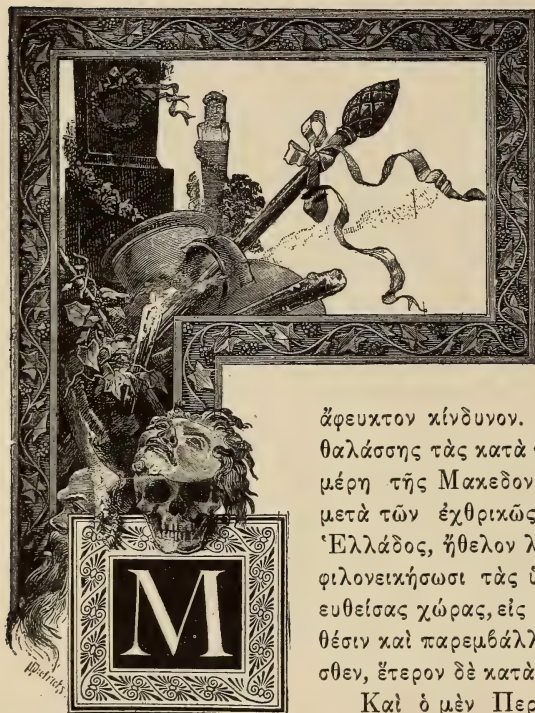 ἄφευκτον κίνδυνον.
θαλάσσης τὰς κατὰ
μέρη τῆς Μακεδον
μετὰ τῶν ἐχθρικῶς
Ἑλλάδος, ἤθελον
φιλονεικήσωσι τὰς
ευθείσας χώρας, εἰς
θέσιν καὶ παρεμβάλλ
σθεν, ἕτερον δὲ κατὰ
Καὶ ὁ μὲν Περ
Μ